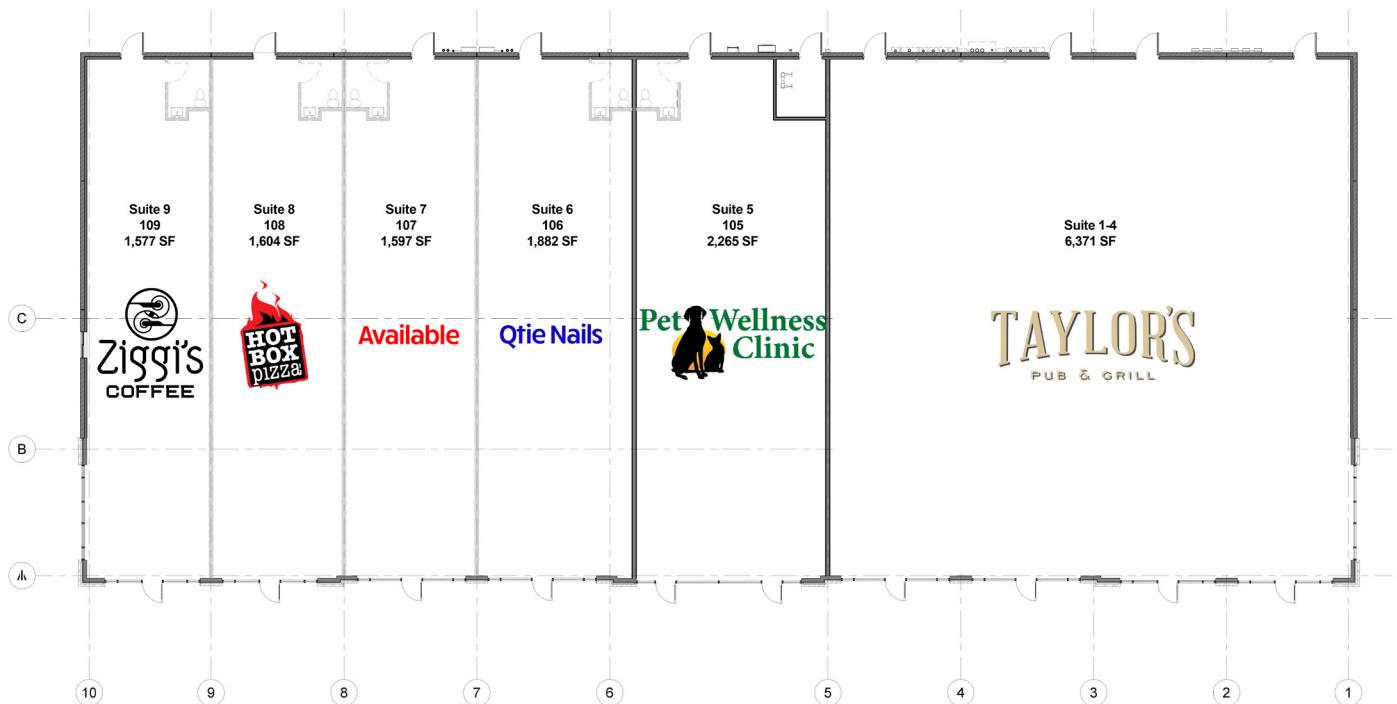 Suite 9
109
1,577 SF
Suite 8
108
1,604 SF
Suite 7
107
1,597 SF
Suite 6
106
1,882 SF
Suite 5
105
2,265 SF
Suite 1-4
6,371 SF
Ziggi's
COFFEE
HOT
BOX
pizza
Available
Qtie Nails
Pet Wellness
Clinic
TAYLOR'S
PUB & GRILL
C
B
10
9
8
7
6
5
4
3
2
1